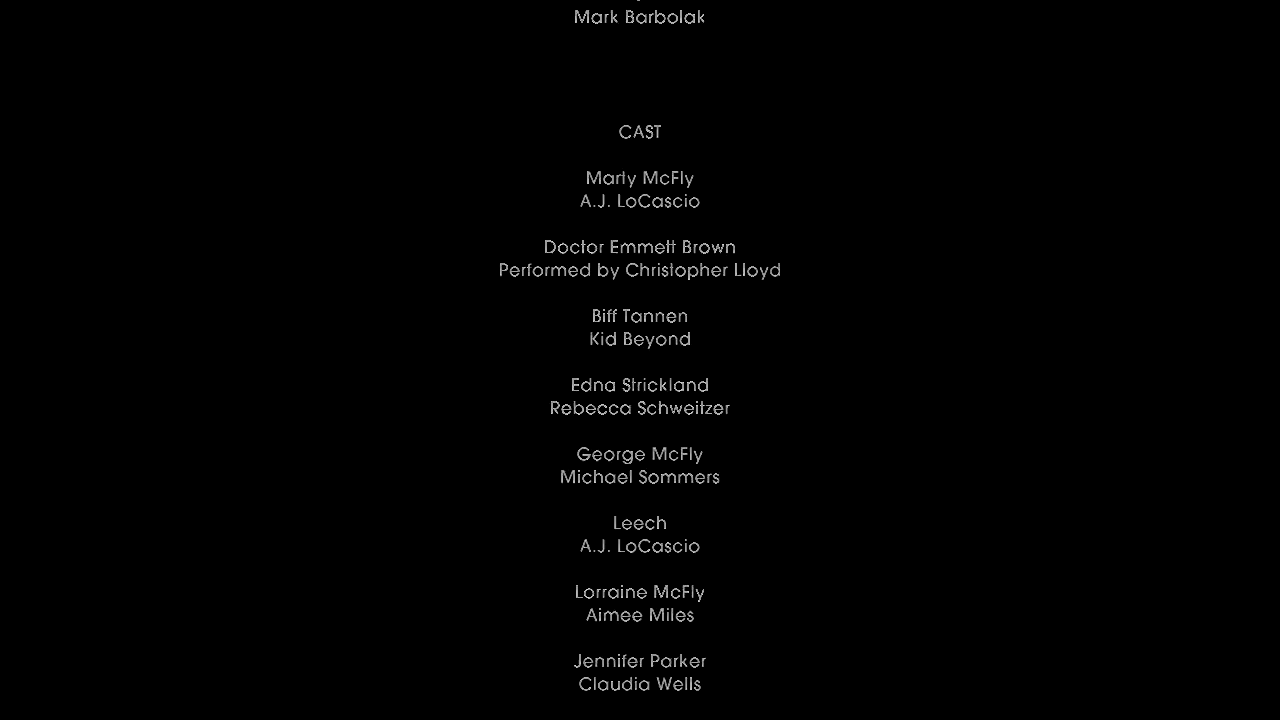 Mark Barbolak
CAST
Marty McFly
A.J. LoCascio
Doctor Emmett Brown
Performed by Christopher Lloyd
Biff Tannen
Kid Beyond
Edna Strickland
Rebecca Schweitzer
George McFly
Michael Sommers
Leech
A.J. LoCascio
Lorraine McFly
Aimee Miles
Jennifer Parker
Claudia Wells